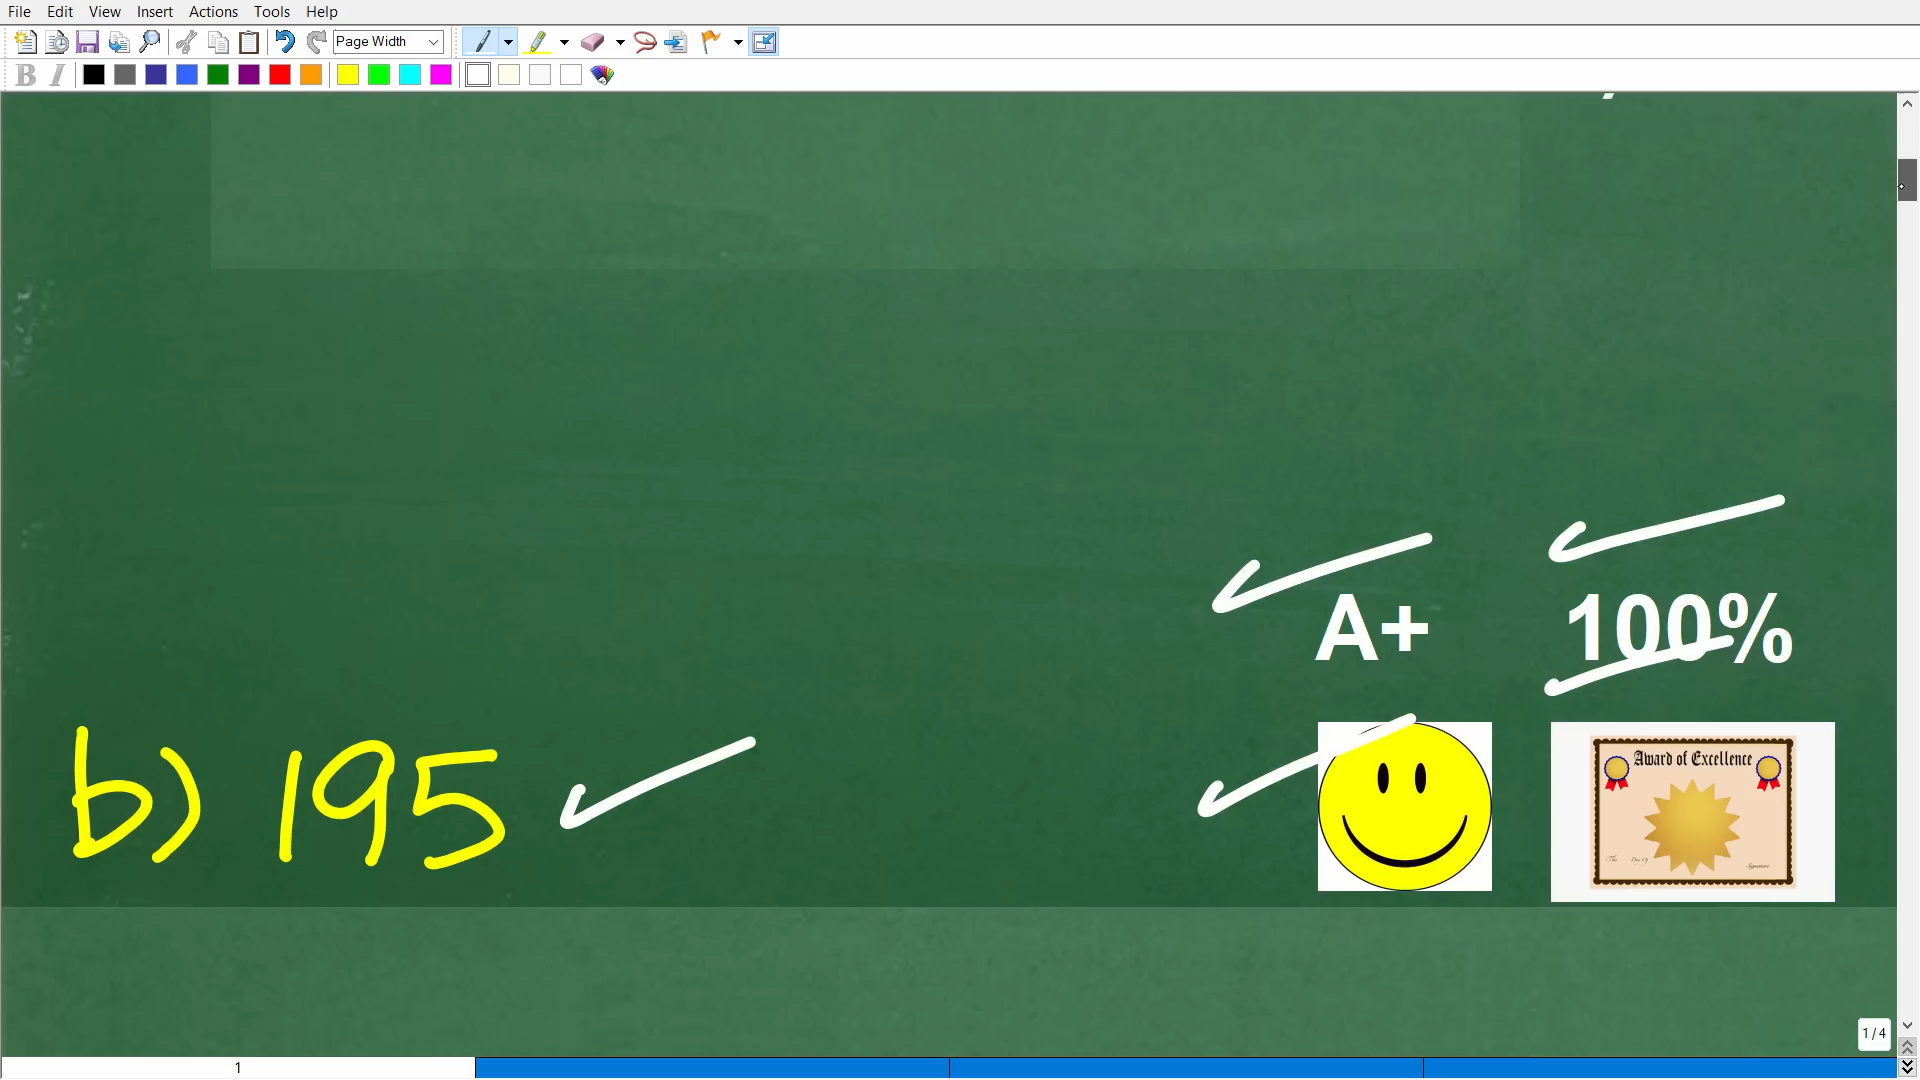 File Edit View Insert Actions Tools Help
Page Width
B I
A+ 100%
b) 195
Award of Excellence
1 / 4
1